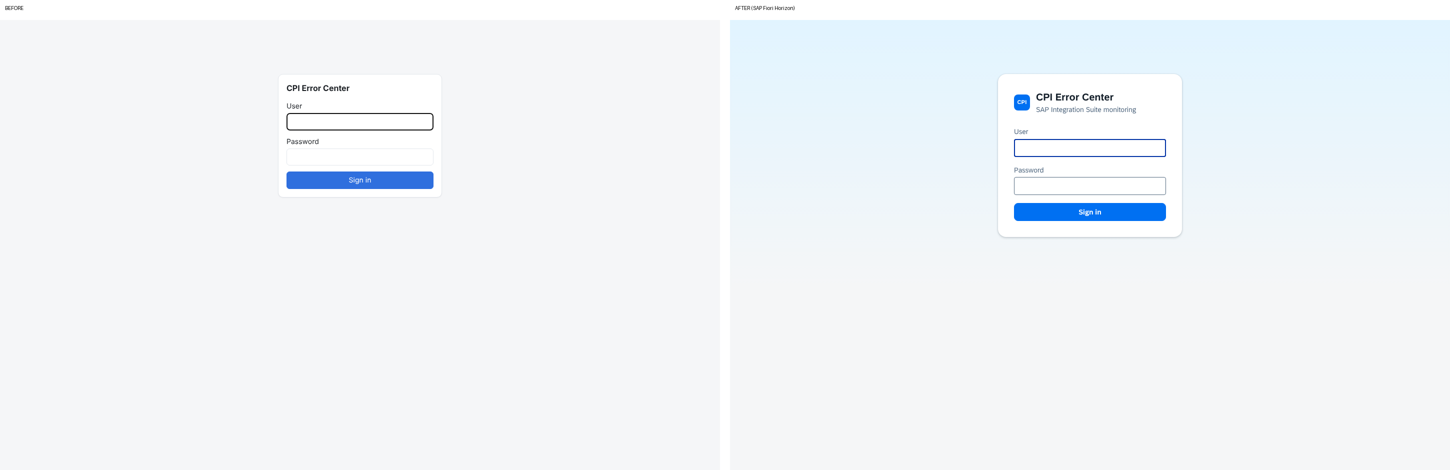 BEFORE
CPI Error Center
User
Password
Sign in
AFTER (SAP Fiori Horizon)
CPI
CPI Error Center
SAP Integration Suite monitoring
User
Password
Sign in